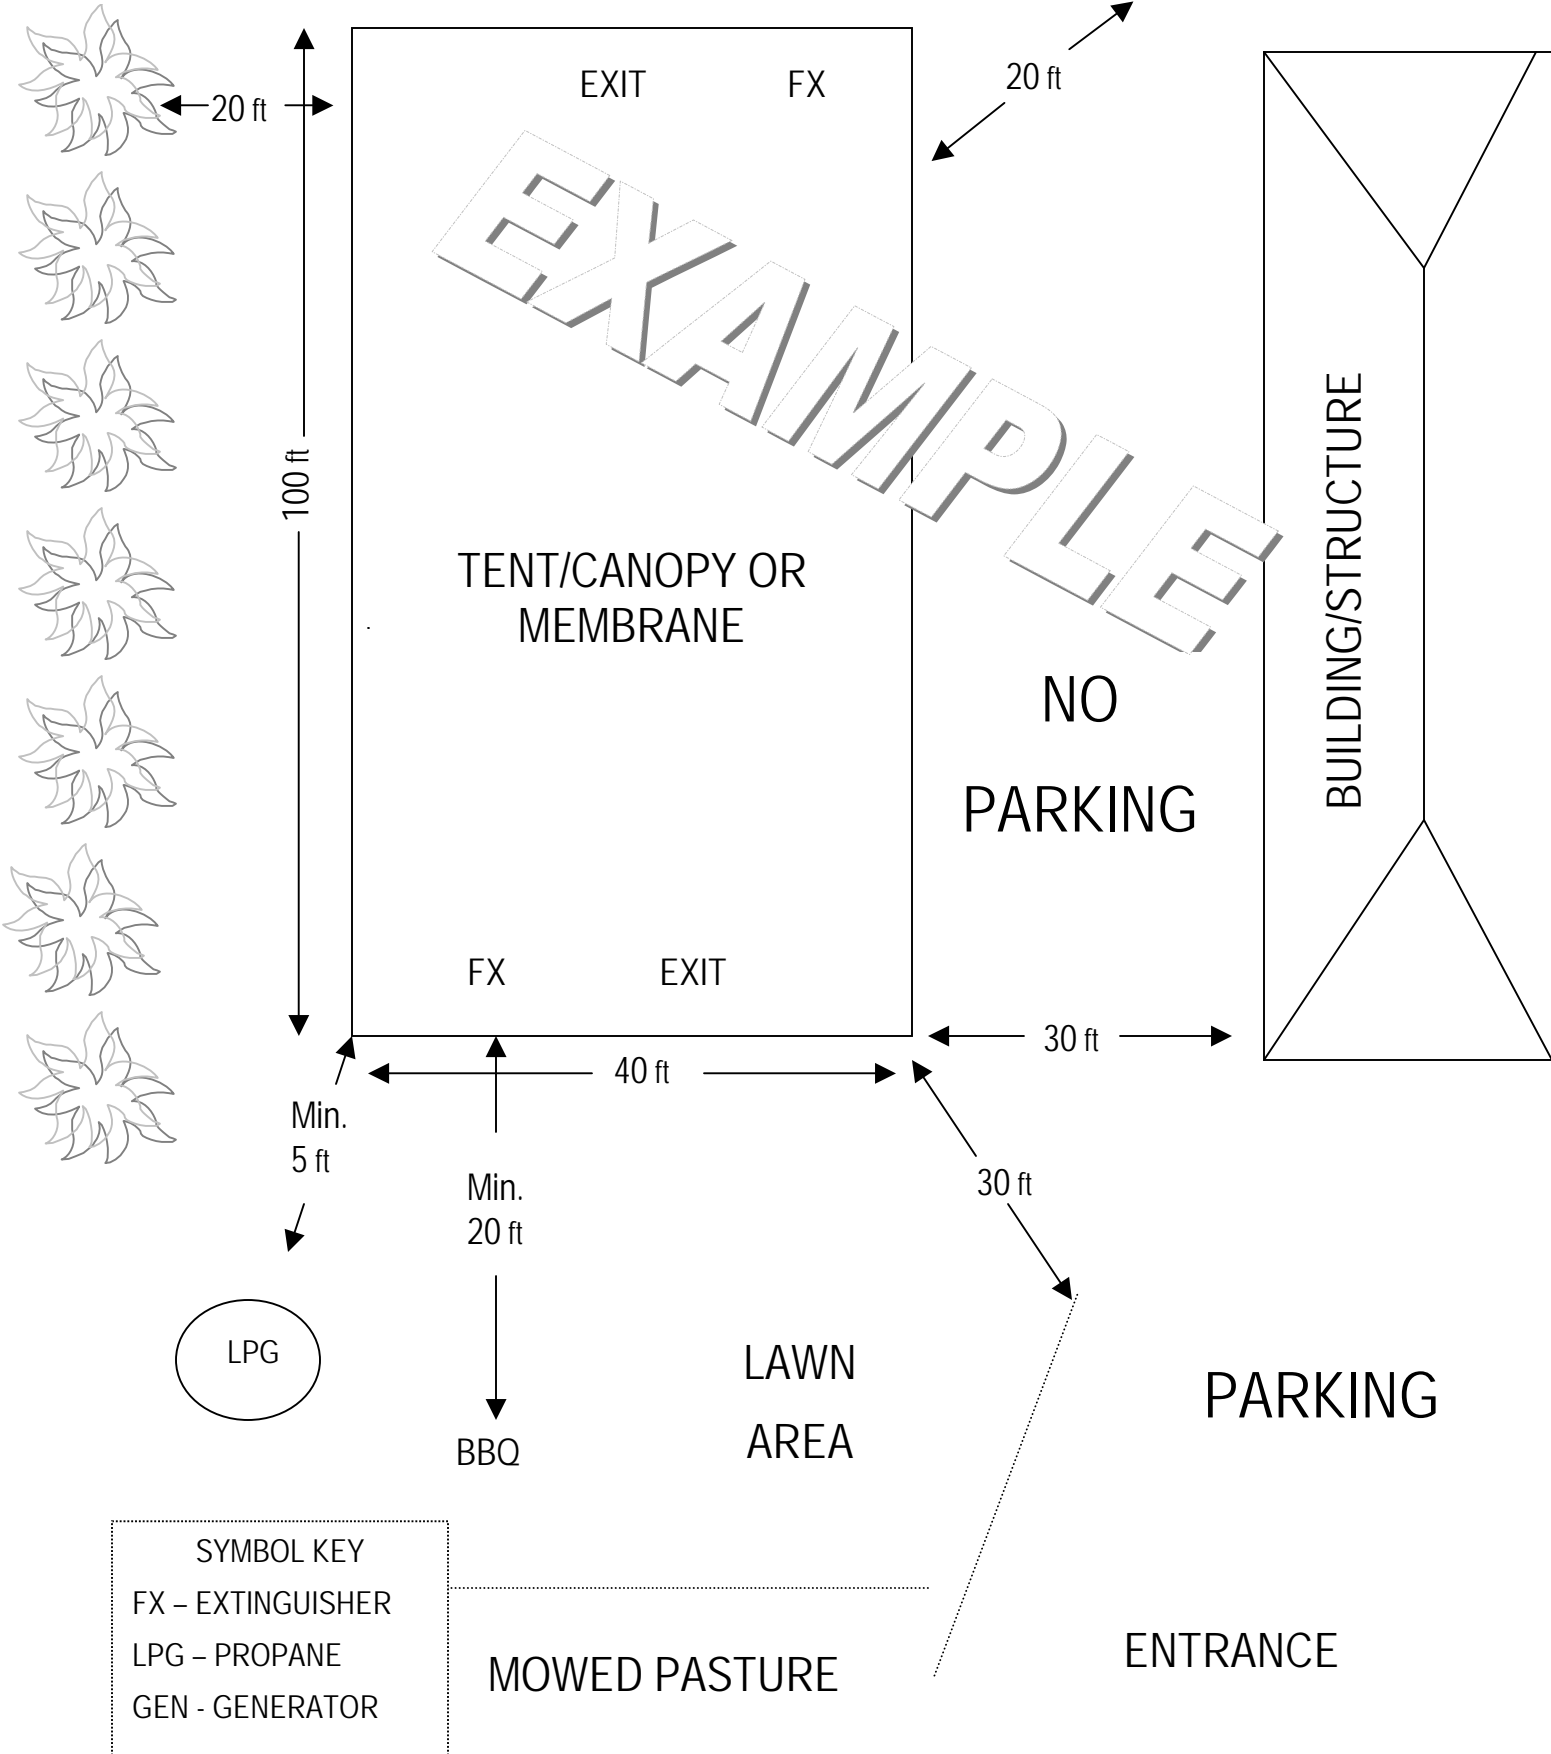 20 ft
EXIT
FX
20 ft
EXAMPLE
100 ft
TENT/CANOPY OR
MEMBRANE
BUILDING/STRUCTURE
NO
PARKING
FX
EXIT
30 ft
40 ft
Min.
5 ft
Min.
20 ft
30 ft
LPG
LAWN
AREA
PARKING
BBQ
SYMBOL KEY
FX – EXTINGUISHER
LPG – PROPANE
GEN - GENERATOR
MOWED PASTURE
ENTRANCE